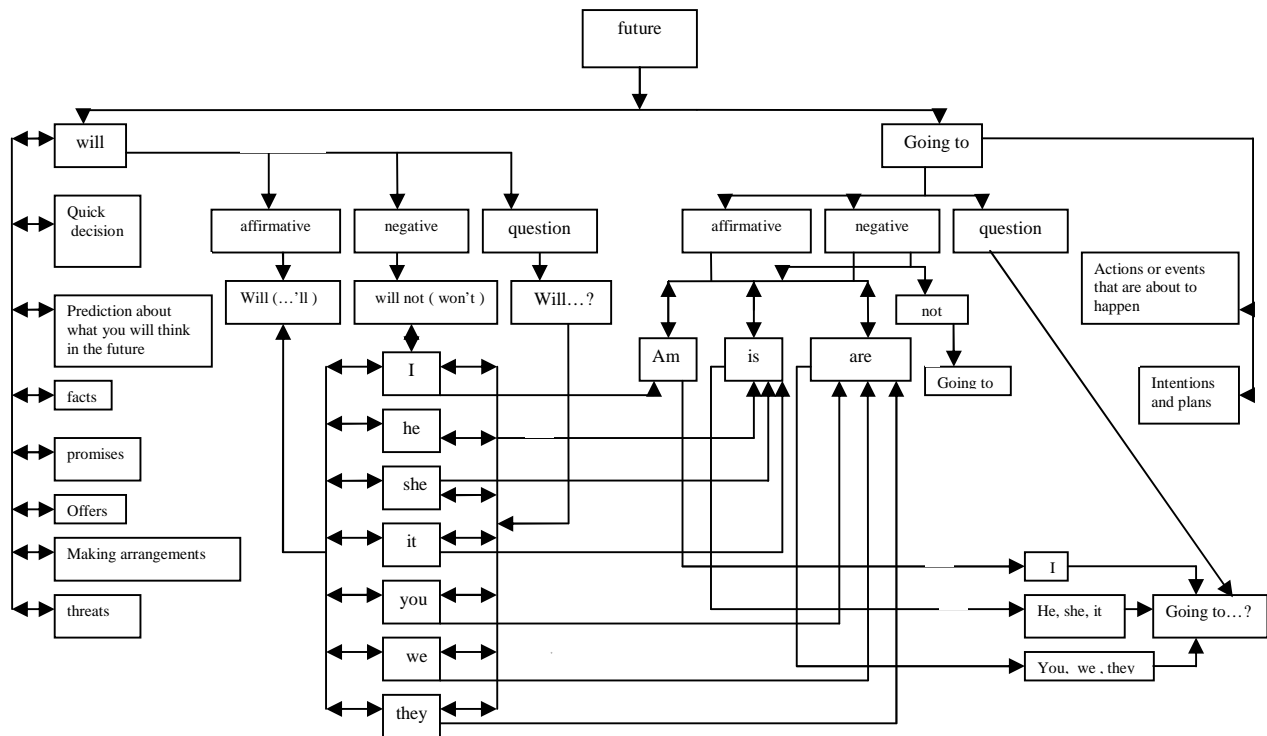 future
will
Going to
Quick
decision
affirmative
negative
question
affirmative
negative
question
Actions or events
that are about to
happen
Prediction about
what you will think
in the future
Will (…’ll )
will not ( won’t )
Will…?
not
I
Am
is
are
Going to
Intentions
and plans
facts
he
promises
she
Offers
it
Making arrangements
I
you
threats
He, she, it
Going to…?
we
You, we , they
they